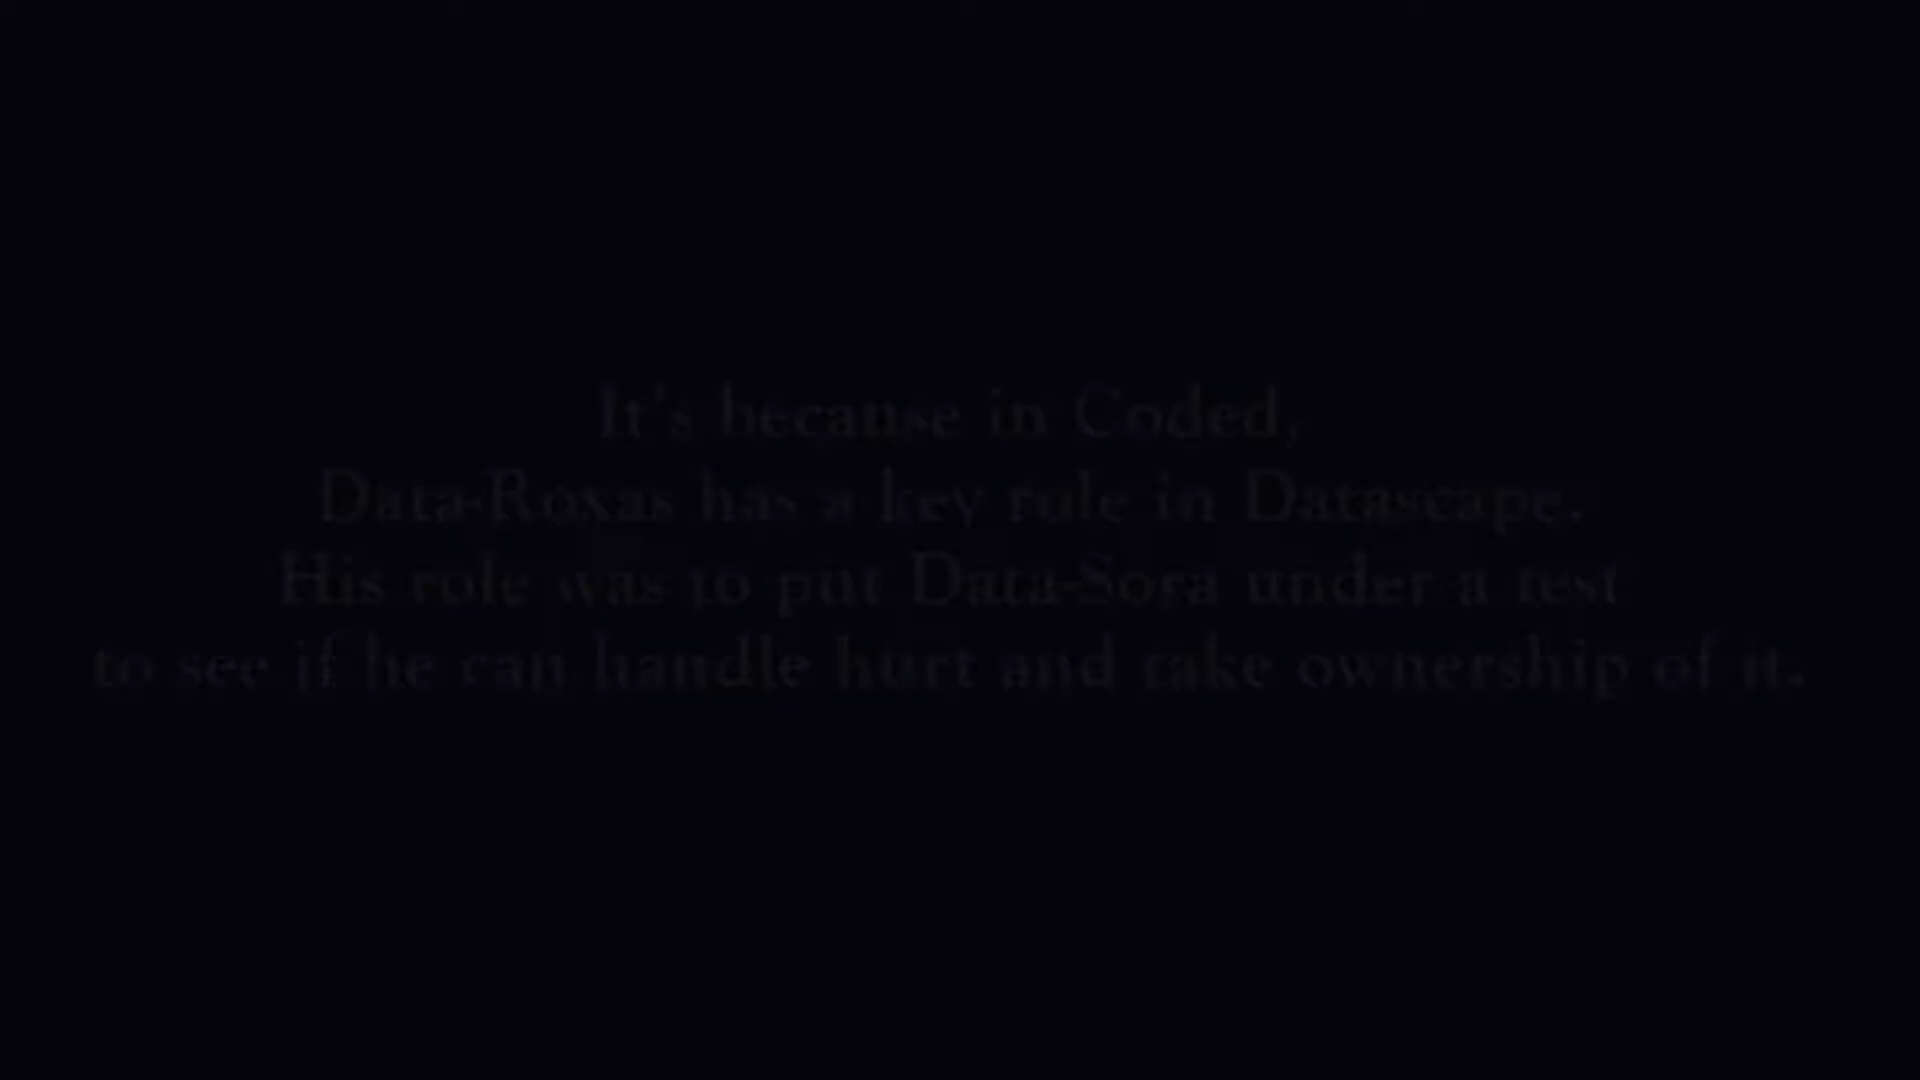 It's because in Coded,
Data-Roxas has a key role in Datascape.
His role was to put Data-Sora under a test
to see if he can handle hurt and take ownership of it.